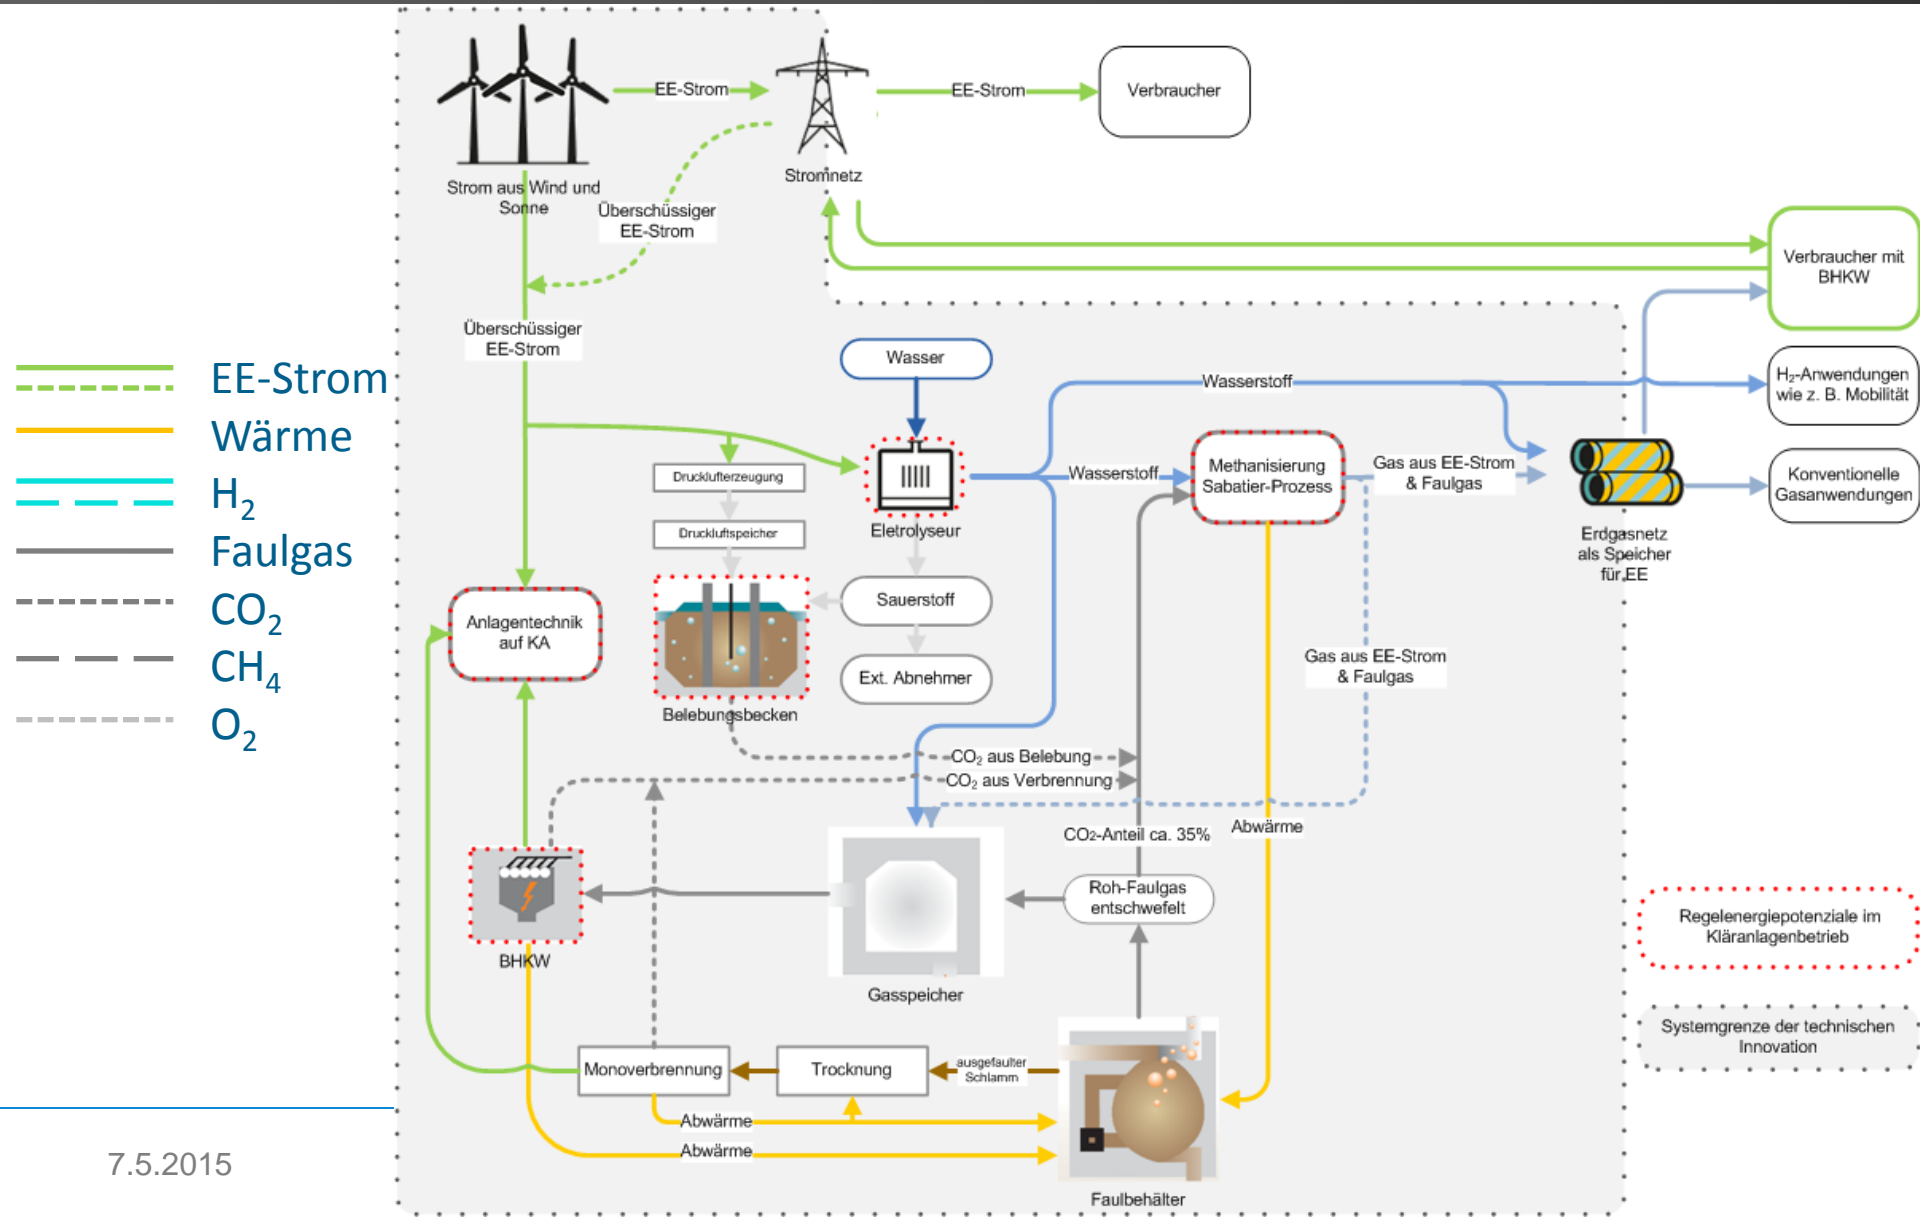 EE-Strom
EE-Strom
Verbraucher
Stromnetz
Strom aus Wind und
Sonne
Überschüssiger
EE-Strom
Verbraucher mit
BHKW
Überschüssiger
EE-Strom
Wasser
EE-Strom
Wärme
H₂
Faulgas
CO₂
CH₄
O₂
Wasserstoff
H₂-Anwendungen
wie z. B. Mobilität
Drucklufterzeugung
Wasserstoff
Methanisierung
Sabatier-Prozess
Gas aus EE-Strom
& Faulgas
Konventionelle
Gasanwendungen
Druckluftspeicher
Eletrolyseur
Erdgasnetz
als Speicher
für EE
Anlagentechnik
auf KA
Sauerstoff
Gas aus EE-Strom
& Faulgas
Ext. Abnehmer
Belebungsbecken
CO₂ aus Belebung
CO₂ aus Verbrennung
CO₂-Anteil ca. 35%
Abwärme
Roh-Faulgas
entschwefelt
BHKW
Gasspeicher
Regelenergiepotenziale im
Kläranlagenbetrieb
Systemgrenze der technischen
Innovation
Monoverbrennung
Trocknung
ausgefaulter
Schlamm
Abwärme
Abwärme
Faulbehälter
7.5.2015